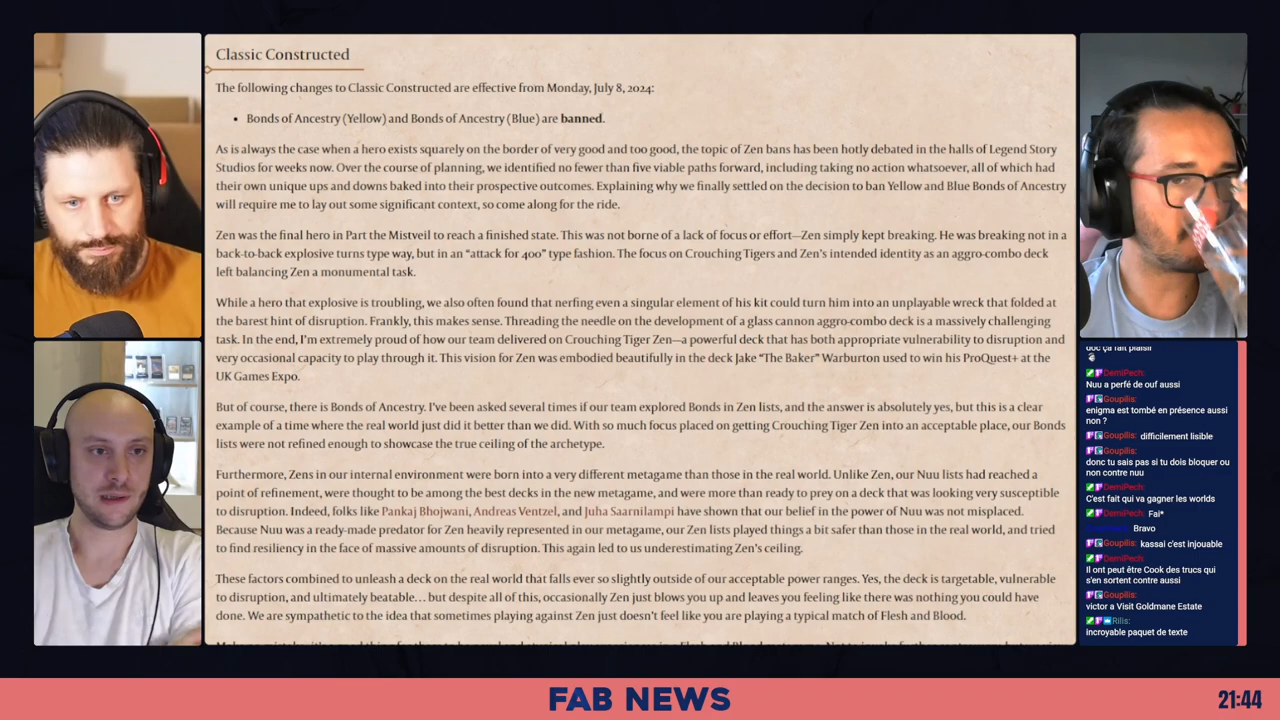 Classic Constructed
The following changes to Classic Constructed are effective from Monday, July 8, 2024:
• Bonds of Ancestry (Yellow) and Bonds of Ancestry (Blue) are banned.
As is always the case when a hero exists squarely on the border of very good and too good, the topic of Zen bans has been hotly debated in the halls of Legend Story
Studios for weeks now. Over the course of planning, we identified no fewer than five viable paths forward, including taking no action whatsoever, all of which had
their own unique ups and downs baked into their prospective outcomes. Explaining why we finally settled on the decision to ban Yellow and Blue Bonds of Ancestry
will require me to lay out some significant context, so come along for the ride.
Zen was the final hero in Part the Mistveil to reach a finished state. This was not borne of a lack of focus or effort—Zen simply kept breaking. He was breaking not in a
back-to-back explosive turns type way, but in an “attack for 400” type fashion. The focus on Crouching Tigers and Zen's intended identity as an aggro-combo deck
left balancing Zen a monumental task.
While a hero that explosive is troubling, we also often found that nerfing even a singular element of his kit could turn him into an unplayable wreck that folded at
the barest hint of disruption. Frankly, this makes sense. Threading the needle on the development of a glass cannon aggro-combo deck is a massively challenging
task. In the end, I'm extremely proud of how our team delivered on Crouching Tiger Zen—a powerful deck that has both appropriate vulnerability to disruption and
very occasional capacity to play through it. This vision for Zen was embodied beautifully in the deck Jake “The Baker” Warburton used to win his ProQuest+ at the
UK Games Expo.
But of course, there is Bonds of Ancestry. I've been asked several times if our team explored Bonds in Zen lists, and the answer is absolutely yes, but this is a clear
example of a time where the real world just did it better than we did. With so much focus placed on getting Crouching Tiger Zen into an acceptable place, our Bonds
lists were not refined enough to showcase the true ceiling of the archetype.
Furthermore, Zens in our internal environment were born into a very different metagame than those in the real world. Unlike Zen, our Nuu lists had reached a
point of refinement, were thought to be among the best decks in the new metagame, and were more than ready to prey on a deck that was looking very susceptible
to disruption. Indeed, folks like Pankaj Bhojwani, Andreas Ventzel, and Juha Saarnilampi have shown that our belief in the power of Nuu was not misplaced.
Because Nuu was a ready-made predator for Zen heavily represented in our metagame, our Zen lists played things a bit safer than those in the real world, and tried
to find resiliency in the face of massive amounts of disruption. This again led to us underestimating Zen's ceiling.
These factors combined to unleash a deck on the real world that falls ever so slightly outside of our acceptable power ranges. Yes, the deck is targetable, vulnerable
to disruption, and ultimately beatable… but despite all of this, occasionally Zen just blows you up and leaves you feeling like there was nothing you could have
done. We are sympathetic to the idea that sometimes playing against Zen just doesn't feel like you are playing a typical match of Flesh and Blood.
doc ça fait plaisir
DemiPech:
Nuu a perfé de ouf aussi
Goupilis:
enigma est tombé en présence aussi
non ?
Goupilis: difficilement lisible
Goupilis:
donc tu sais pas si tu dois bloquer ou
non contre nuu
DemiPech:
C'est fait qui va gagner les worlds
DemiPech: Fai*
Bravo
Goupilis: kassai c'est injouable
DemiPech:
Il ont peut être Cook des trucs qui
s'en sortent contre aussi
Goupilis:
victor a Visit Goldmane Estate
Rilis:
incroyable paquet de texte
FAB NEWS
21:44